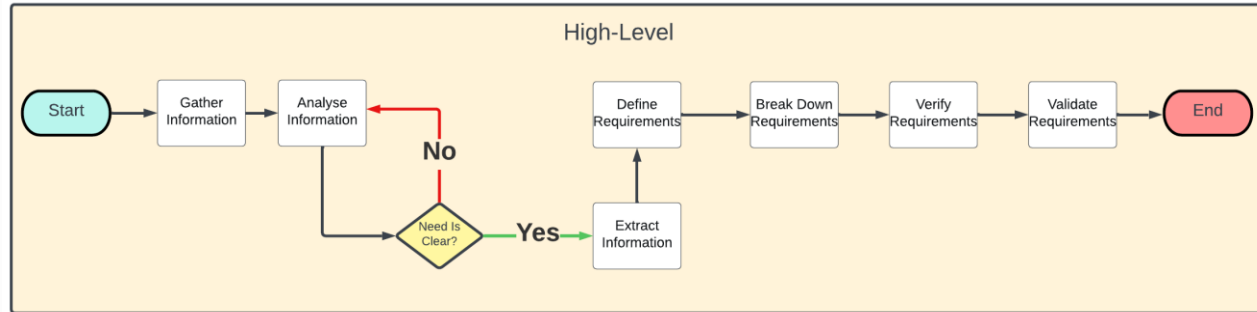 High-Level
Start
Gather
Information
Analyse
Information
No
Need Is
Clear?
Yes
Extract
Information
Define
Requirements
Break Down
Requirements
Verify
Requirements
Validate
Requirements
End